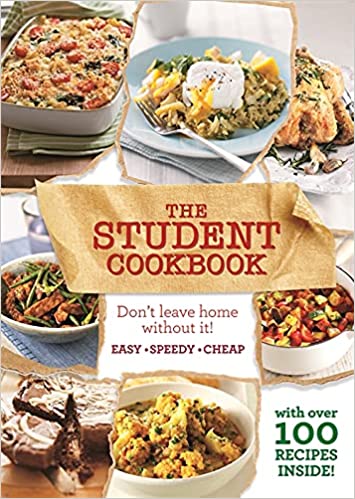 THE
STUDENT
COOKBOOK
Don't leave home
without it!
EASY • SPEEDY • CHEAP
with over
100
RECIPES
INSIDE!